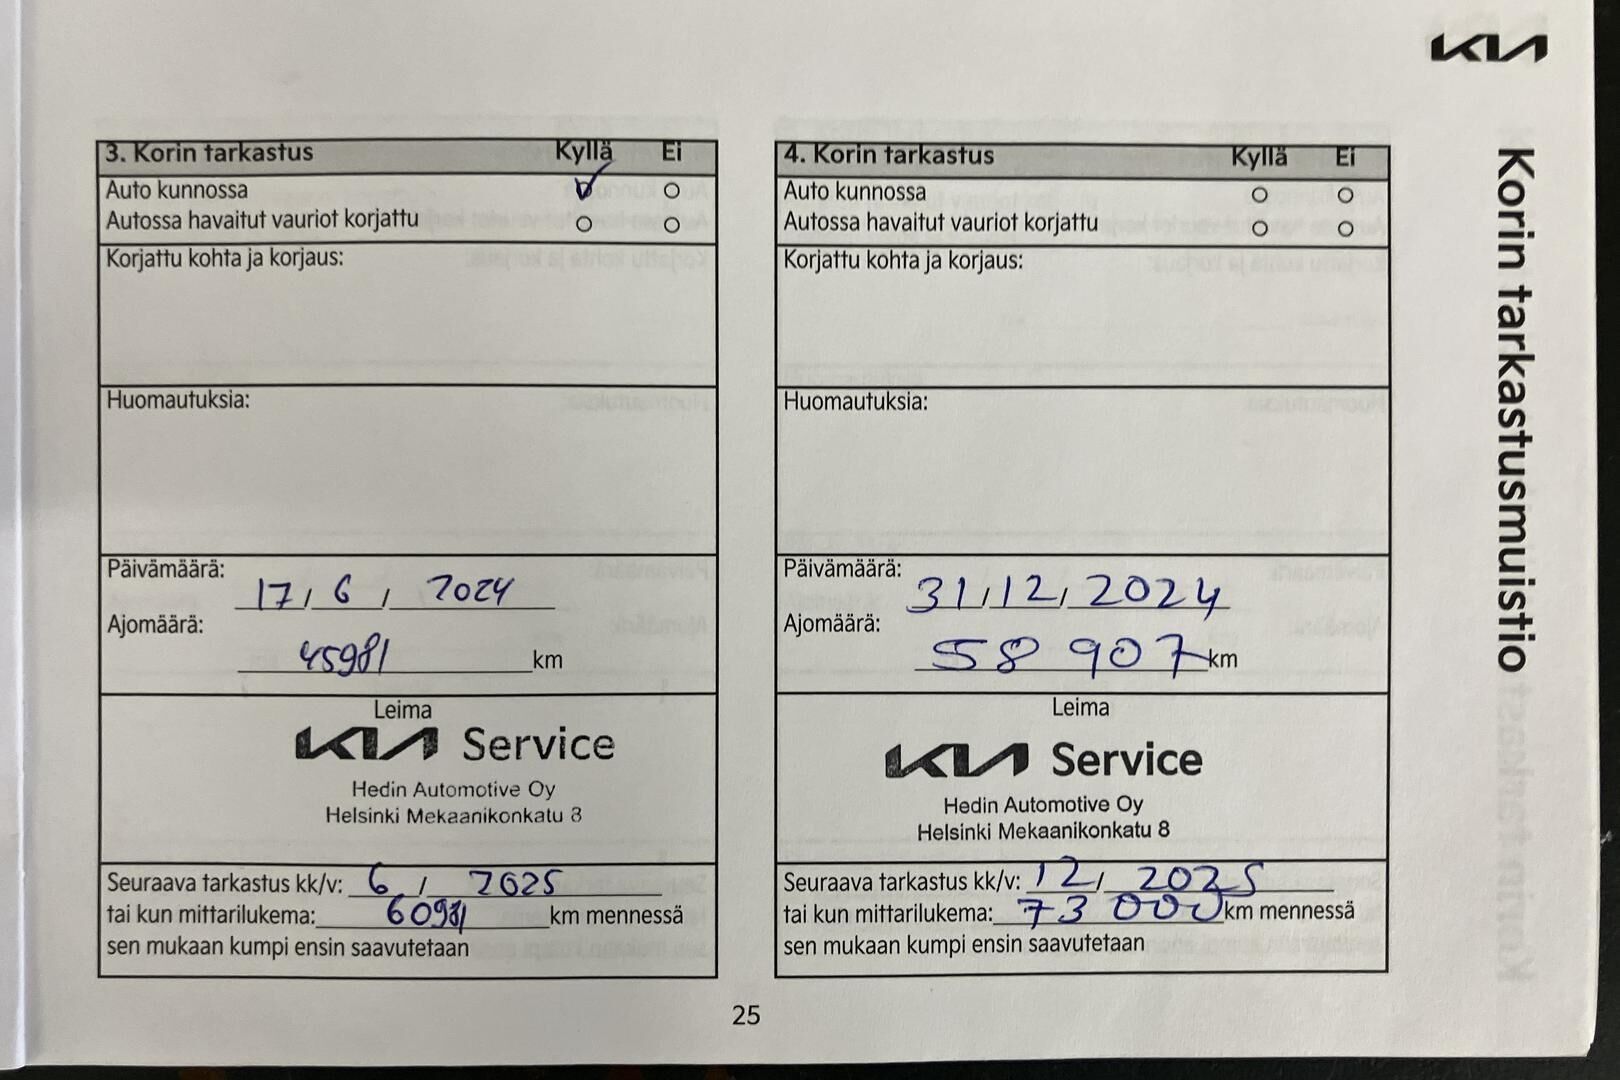 KIA
Korin tarkastusmuistio
3. Korin tarkastus Kyllä Ei
Auto kunnossa
Autossa havaitut vauriot korjattu
Korjattu kohta ja korjaus:
Huomautuksia:
Päivämäärä: 17, 6, 2024
Ajomäärä: 45981 km
Leima
KIA Service
Hedin Automotive Oy
Helsinki Mekaanikonkatu 8
Seuraava tarkastus kk/v: 6, 2025
tai kun mittarilukema: 60981 km mennessä
sen mukaan kumpi ensin saavutetaan
4. Korin tarkastus Kyllä Ei
Auto kunnossa
Autossa havaitut vauriot korjattu
Korjattu kohta ja korjaus:
Huomautuksia:
Päivämäärä: 31, 12, 2024
Ajomäärä: 58 907 km
Leima
KIA Service
Hedin Automotive Oy
Helsinki Mekaanikonkatu 8
Seuraava tarkastus kk/v: 12, 2025
tai kun mittarilukema: 73 000 km mennessä
sen mukaan kumpi ensin saavutetaan
25